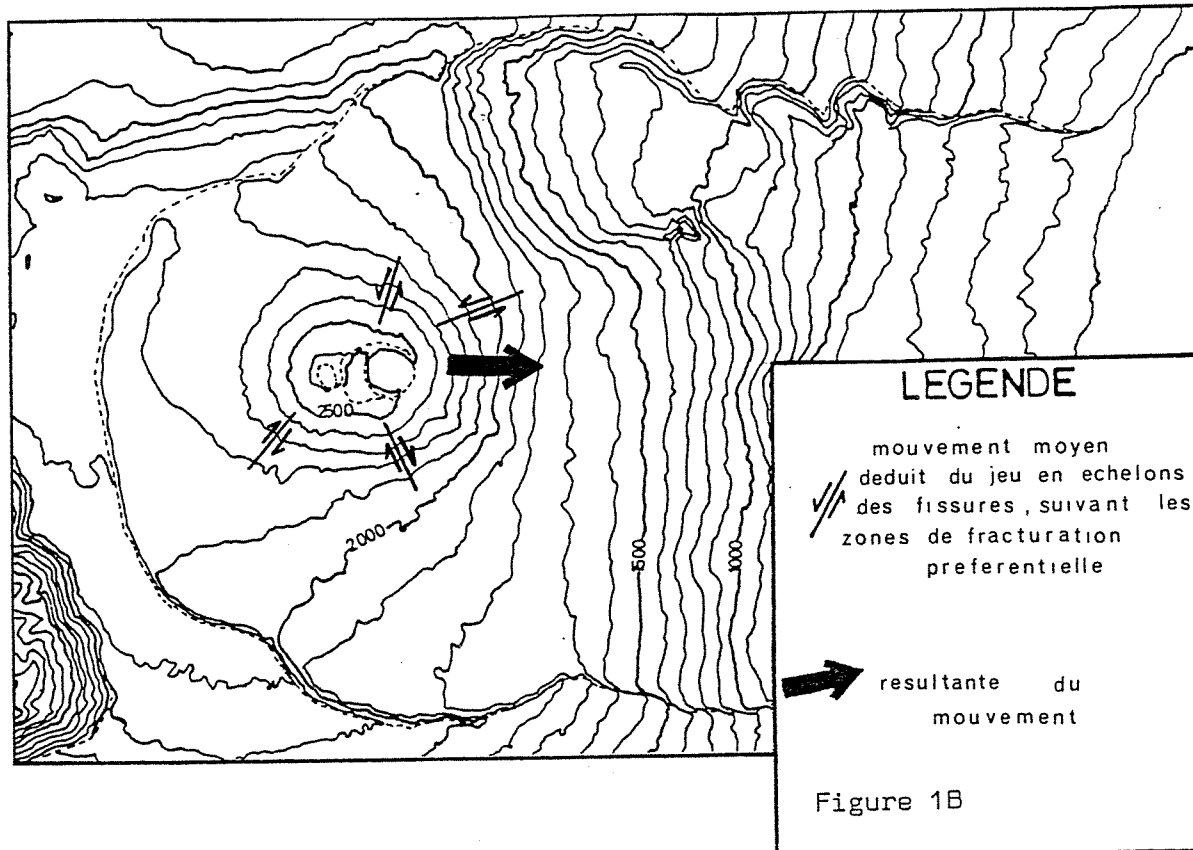 2500
2000
1500
1000
LEGENDE
mouvement moyen
deduit du jeu en echelons
des fissures, suivant les
zones de fracturation
preferentielle
resultante du
mouvement
Figure 1B